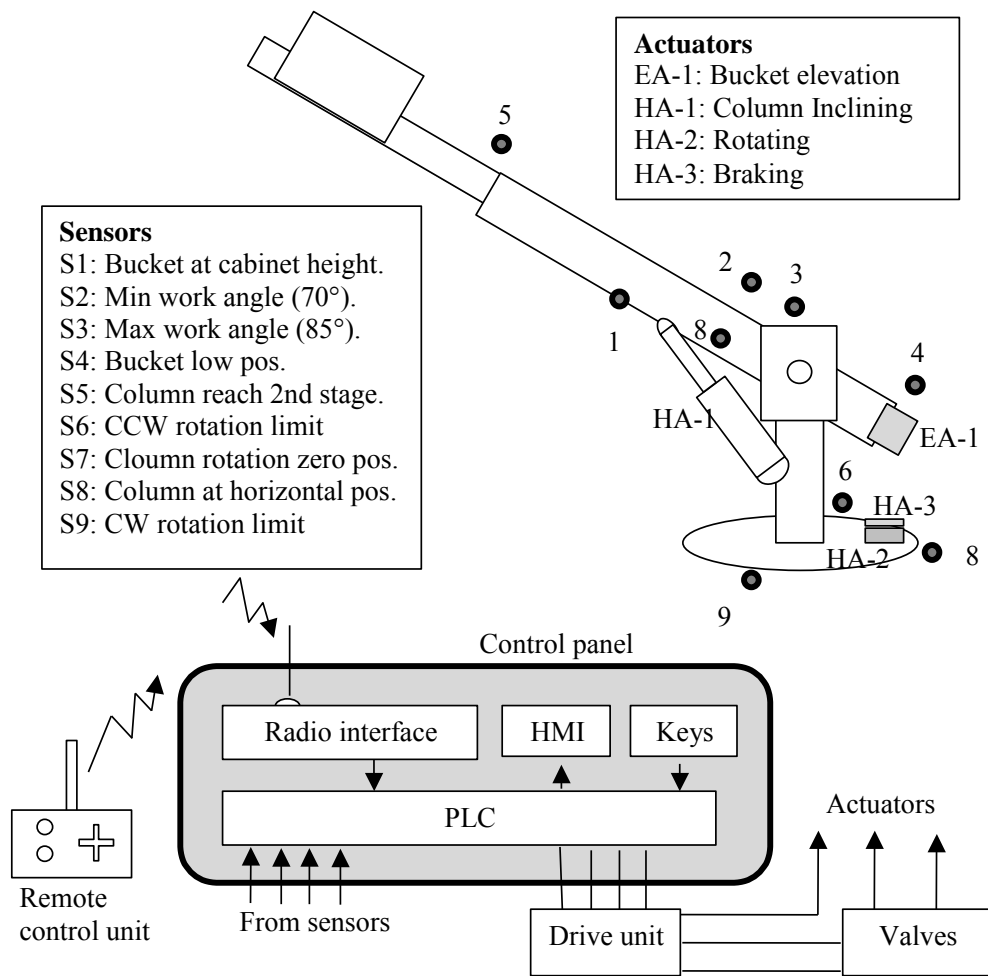 Actuators
EA-1: Bucket elevation
HA-1: Column Inclining
HA-2: Rotating
HA-3: Braking
5
Sensors
S1: Bucket at cabinet height.
S2: Min work angle (70°).
S3: Max work angle (85°).
S4: Bucket low pos.
S5: Column reach 2nd stage.
S6: CCW rotation limit
S7: Cloumn rotation zero pos.
S8: Column at horizontal pos.
S9: CW rotation limit
2
3
1
8
4
HA-1
EA-1
6
HA-3
HA-2
8
9
Control panel
Radio interface
HMI
Keys
PLC
Actuators
Remote
control unit
From sensors
Drive unit
Valves